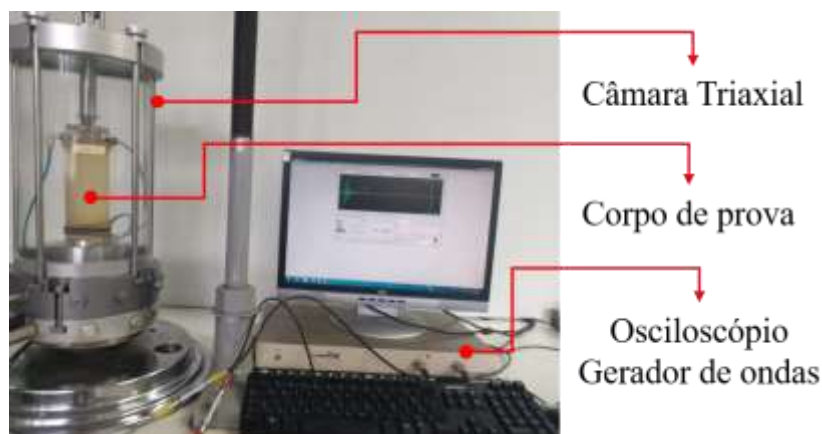 Câmara Triaxial
Corpo de prova
Osciloscópio
Gerador de ondas